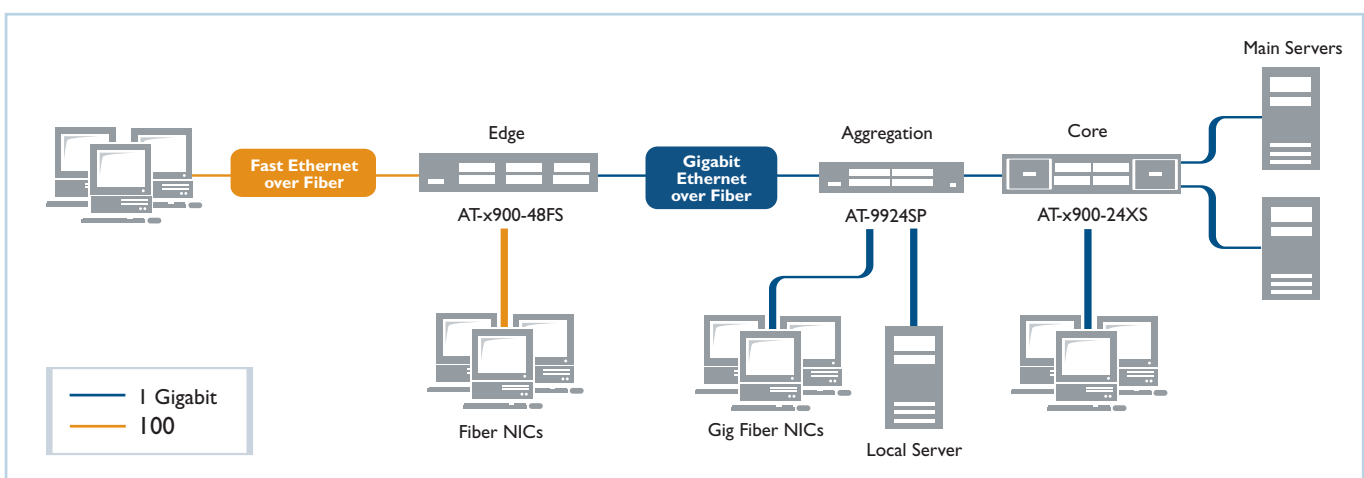 Main Servers
Edge
Aggregation
Core
Fast Ethernet
over Fiber
Gigabit
Ethernet
over Fiber
AT-x900-48FS
AT-9924SP
AT-x900-24XS
1 Gigabit
100
Fiber NICs
Gig Fiber NICs
Local Server